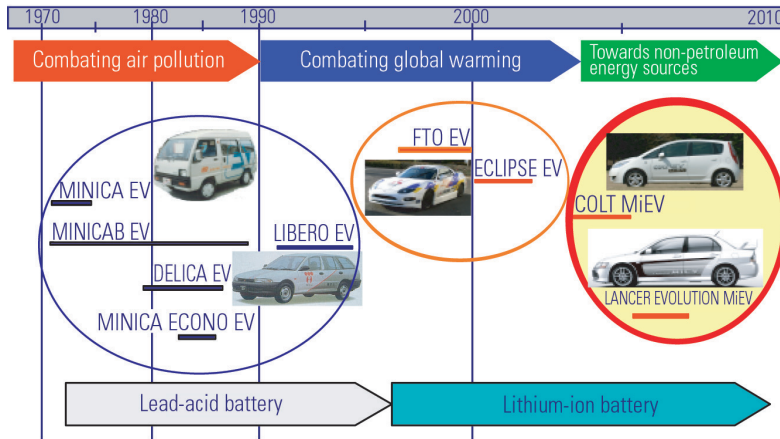 1970 1980 1990 2000 2010
Combating air pollution
Combating global warming
Towards non-petroleum
energy sources
FTO EV
ECLIPSE EV
MINICA EV
COLT MiEV
MINICAB EV
LIBERO EV
DELICA EV
LANCER EVOLUTION MiEV
MINICA ECONO EV
Lead-acid battery
Lithium-ion battery